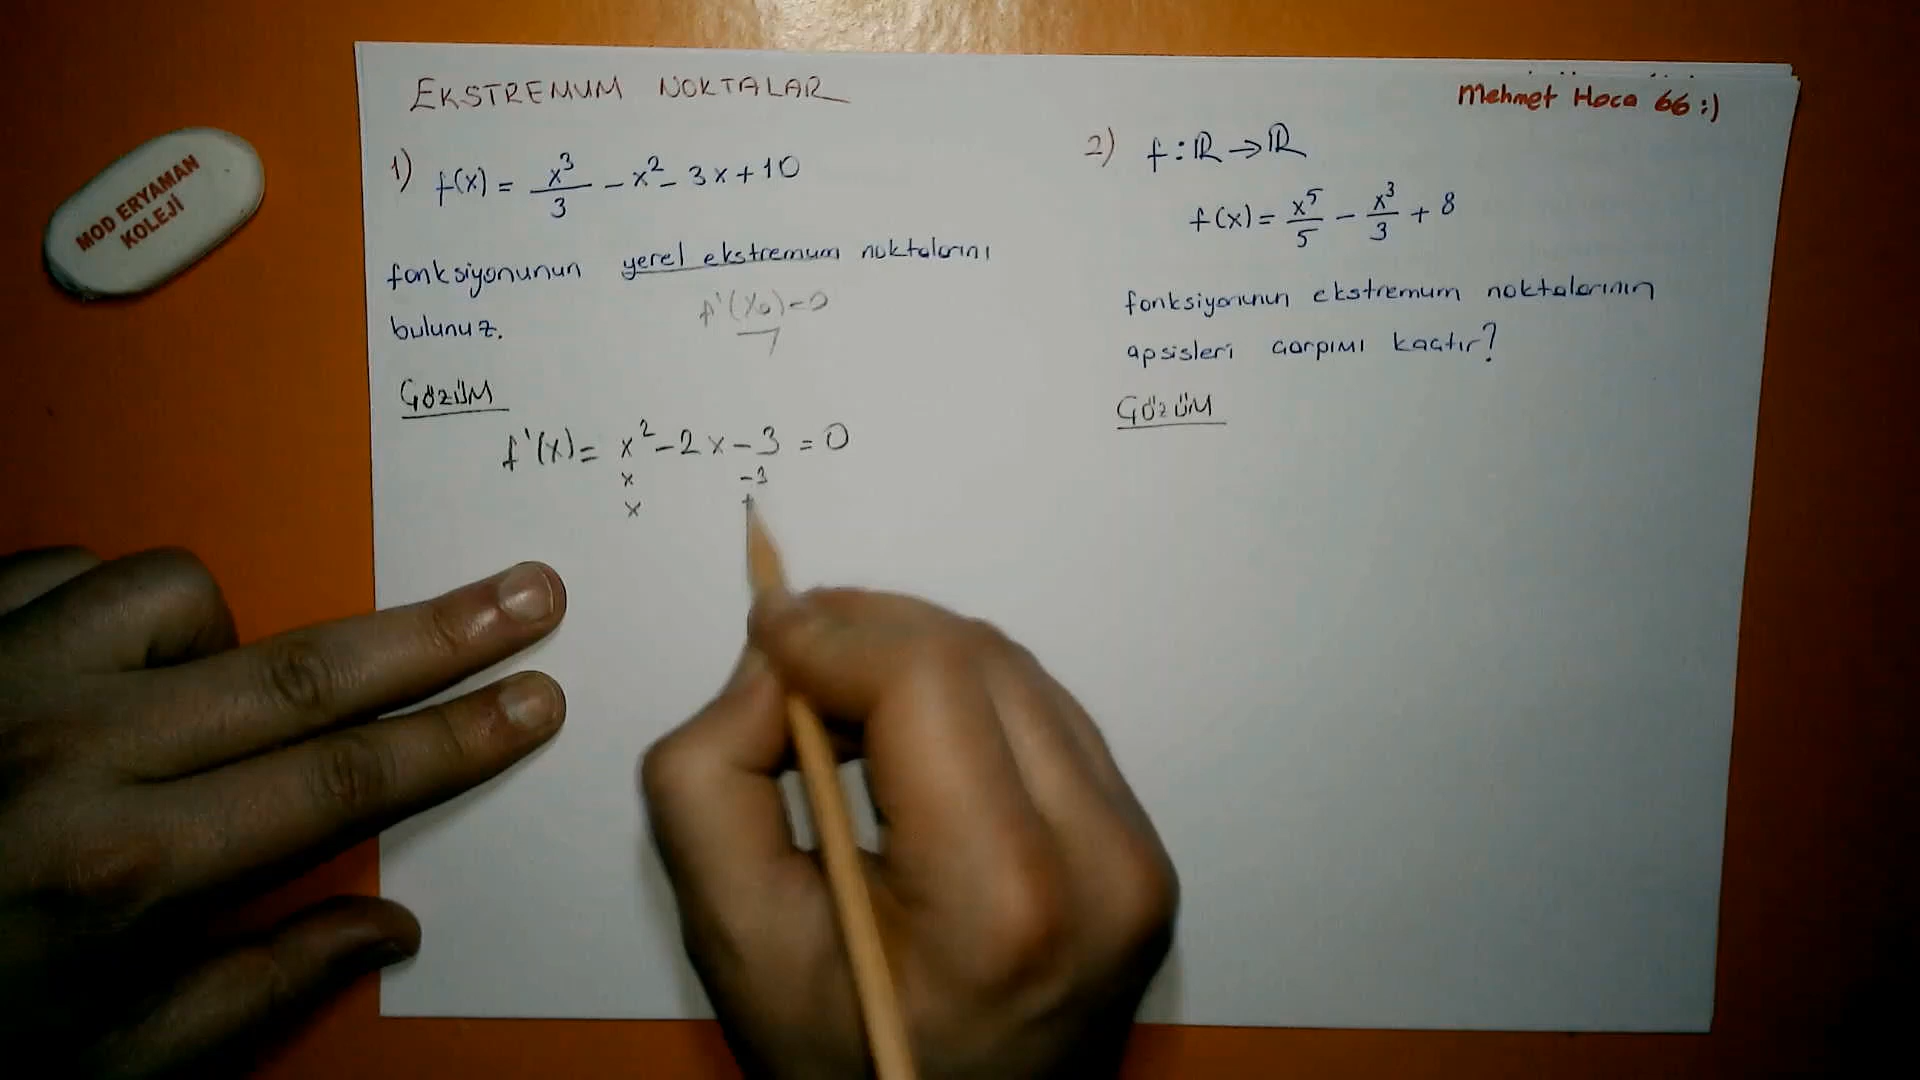 EKSTREMUM NOKTALAR
Mehmet Hoca 66 :)
MOD ERYAMAN
KOLEJİ
1) f(x) = x³/3 - x² - 3x + 10
fonksiyonunun yerel ekstremum noktalarını
bulunuz.
f'(x₀) = 0
ÇÖZÜM
f'(x) = x² - 2x - 3 = 0
x -3
x +
2) f : ℝ → ℝ
f(x) = x⁵/5 - x³/3 + 8
fonksiyonunun ekstremum noktalarının
apsisleri çarpımı kaçtır?
ÇÖZÜM